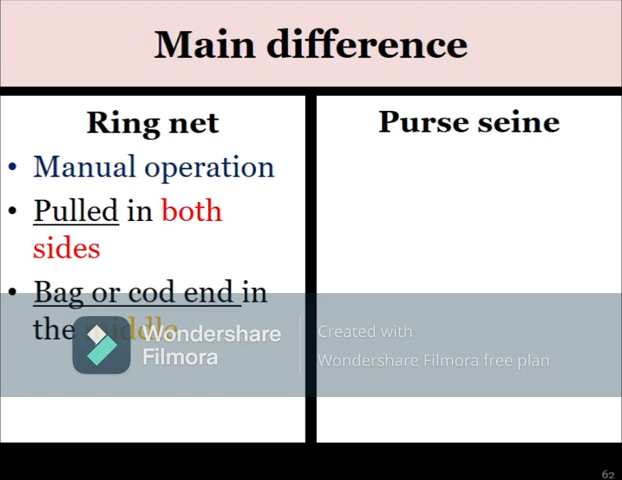 Main difference
Ring net
• Manual operation
• Pulled in both
sides
• Bag or cod end in
the middle
Purse seine
Wondershare
Filmora
Created with
Wondershare Filmora free plan
62